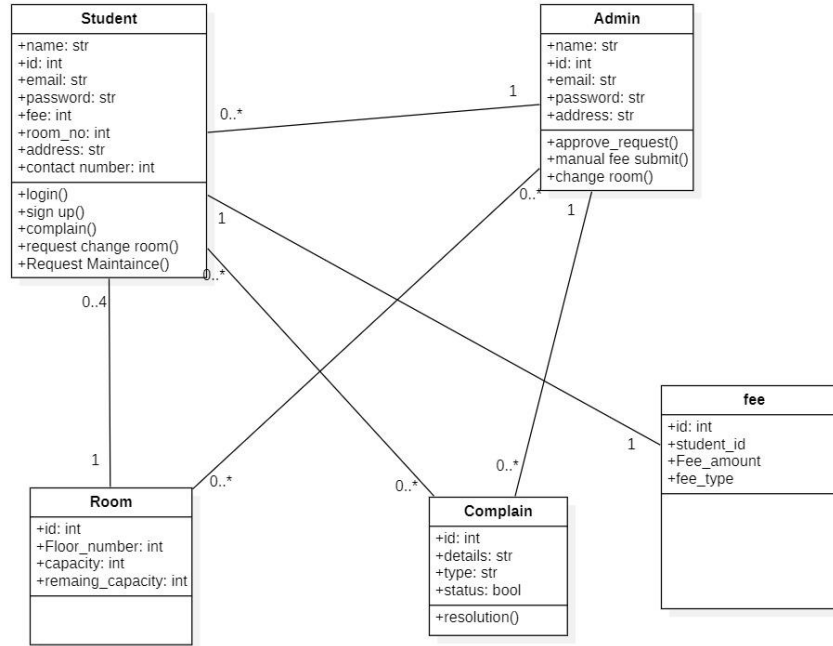 Student
+name: str
+id: int
+email: str
+password: str
+fee: int
+room_no: int
+address: str
+contact number: int
+login()
+sign up()
+complain()
+request change room()
+Request Maintaince()
Admin
+name: str
+id: int
+email: str
+password: str
+address: str
+approve_request()
+manual fee submit()
+change room()
0..*
1
1
0..*
0..*
1
0..4
1
0..*
0..*
0..*
1
fee
+id: int
+student_id
+Fee_amount
+fee_type
Room
+id: int
+Floor_number: int
+capacity: int
+remaing_capacity: int
Complain
+id: int
+details: str
+type: str
+status: bool
+resolution()